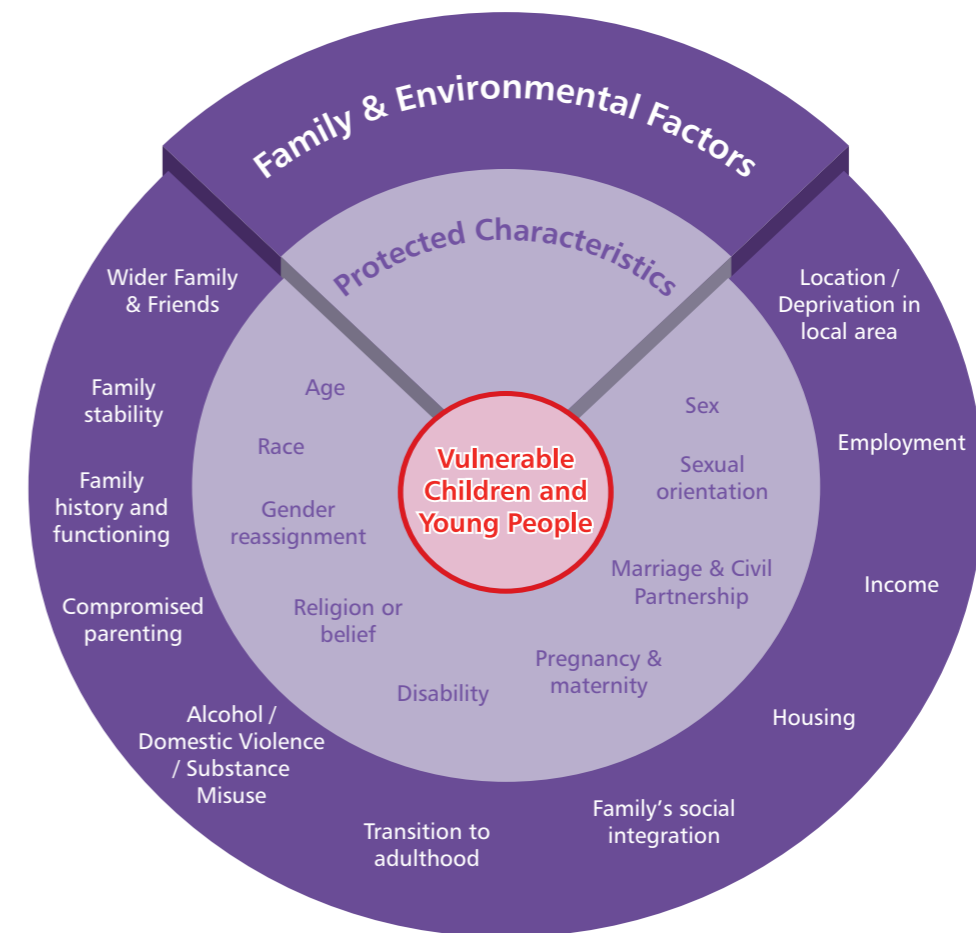 Family & Environmental Factors
Protected Characteristics
Wider Family
& Friends
Family
stability
Family
history and
functioning
Compromised
parenting
Alcohol /
Domestic Violence
/ Substance
Misuse
Transition to
adulthood
Family's social
integration
Housing
Income
Employment
Location /
Deprivation in
local area
Age
Race
Gender
reassignment
Religion or
belief
Disability
Pregnancy &
maternity
Marriage & Civil
Partnership
Sexual
orientation
Sex
Vulnerable
Children and
Young People